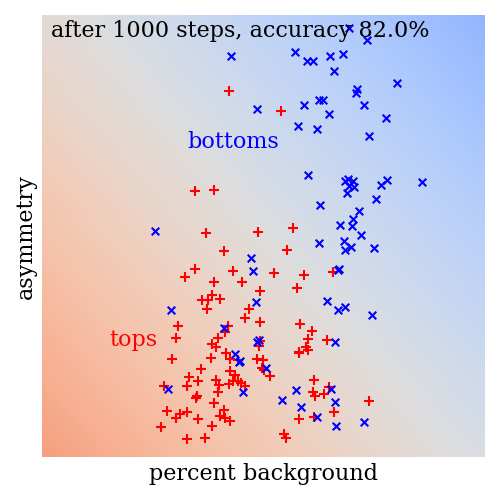 after 1000 steps, accuracy 82.0%
bottoms
asymmetry
tops
percent background